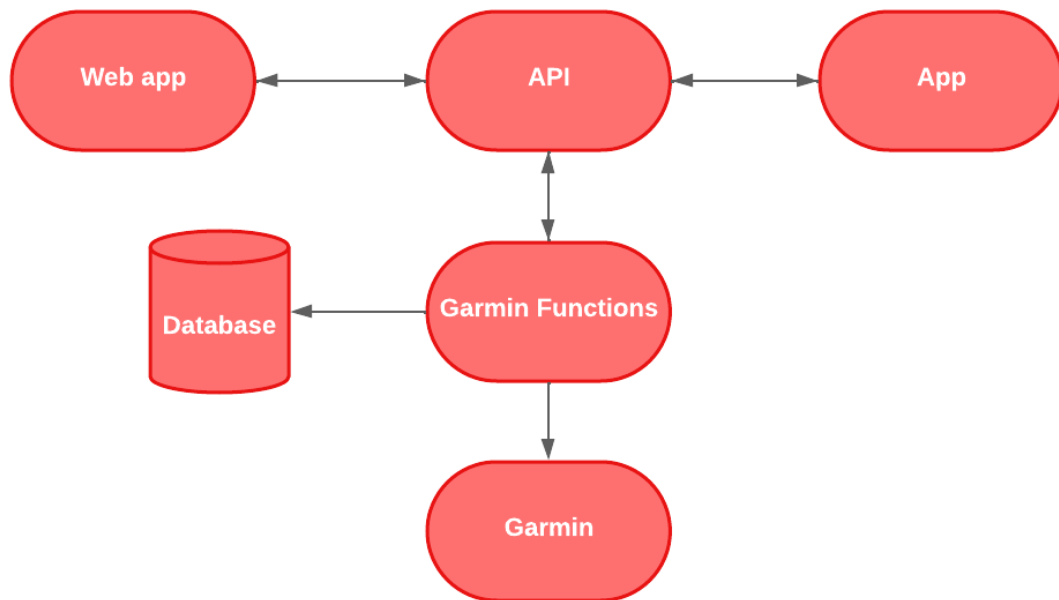 Web app
API
App
Garmin Functions
Database
Garmin